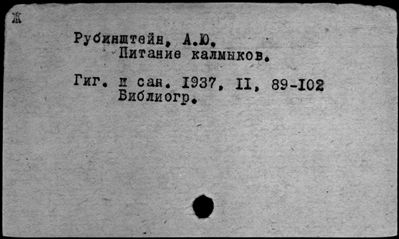 Ж
Рубинштейн, А.Ю.
Питание калмыков.
Гиг. и сан. 1937, II, 89-102
Библиогр.